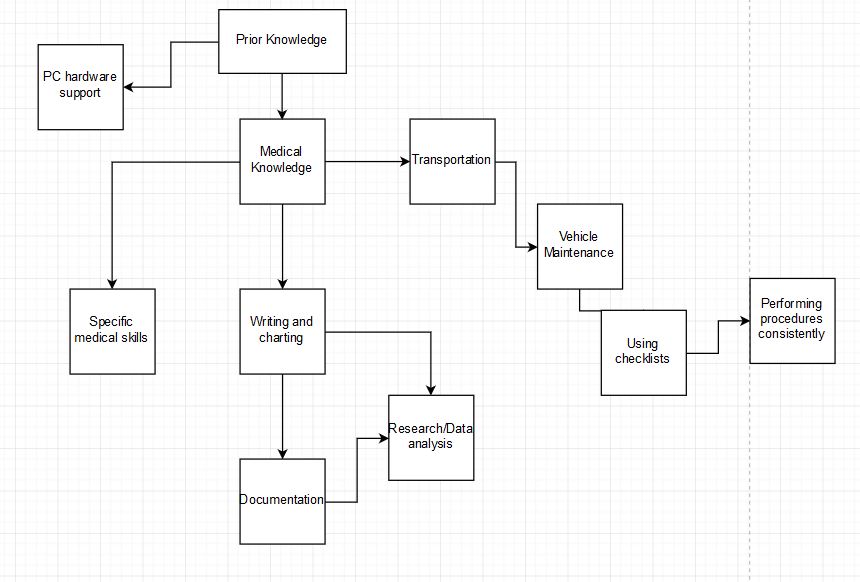 Prior Knowledge
PC hardware
support
Medical
Knowledge
Transportation
Vehicle
Maintenance
Specific
medical skills
Writing and
charting
Using
checklists
Performing
procedures
consistently
Research/Data
analysis
Documentation